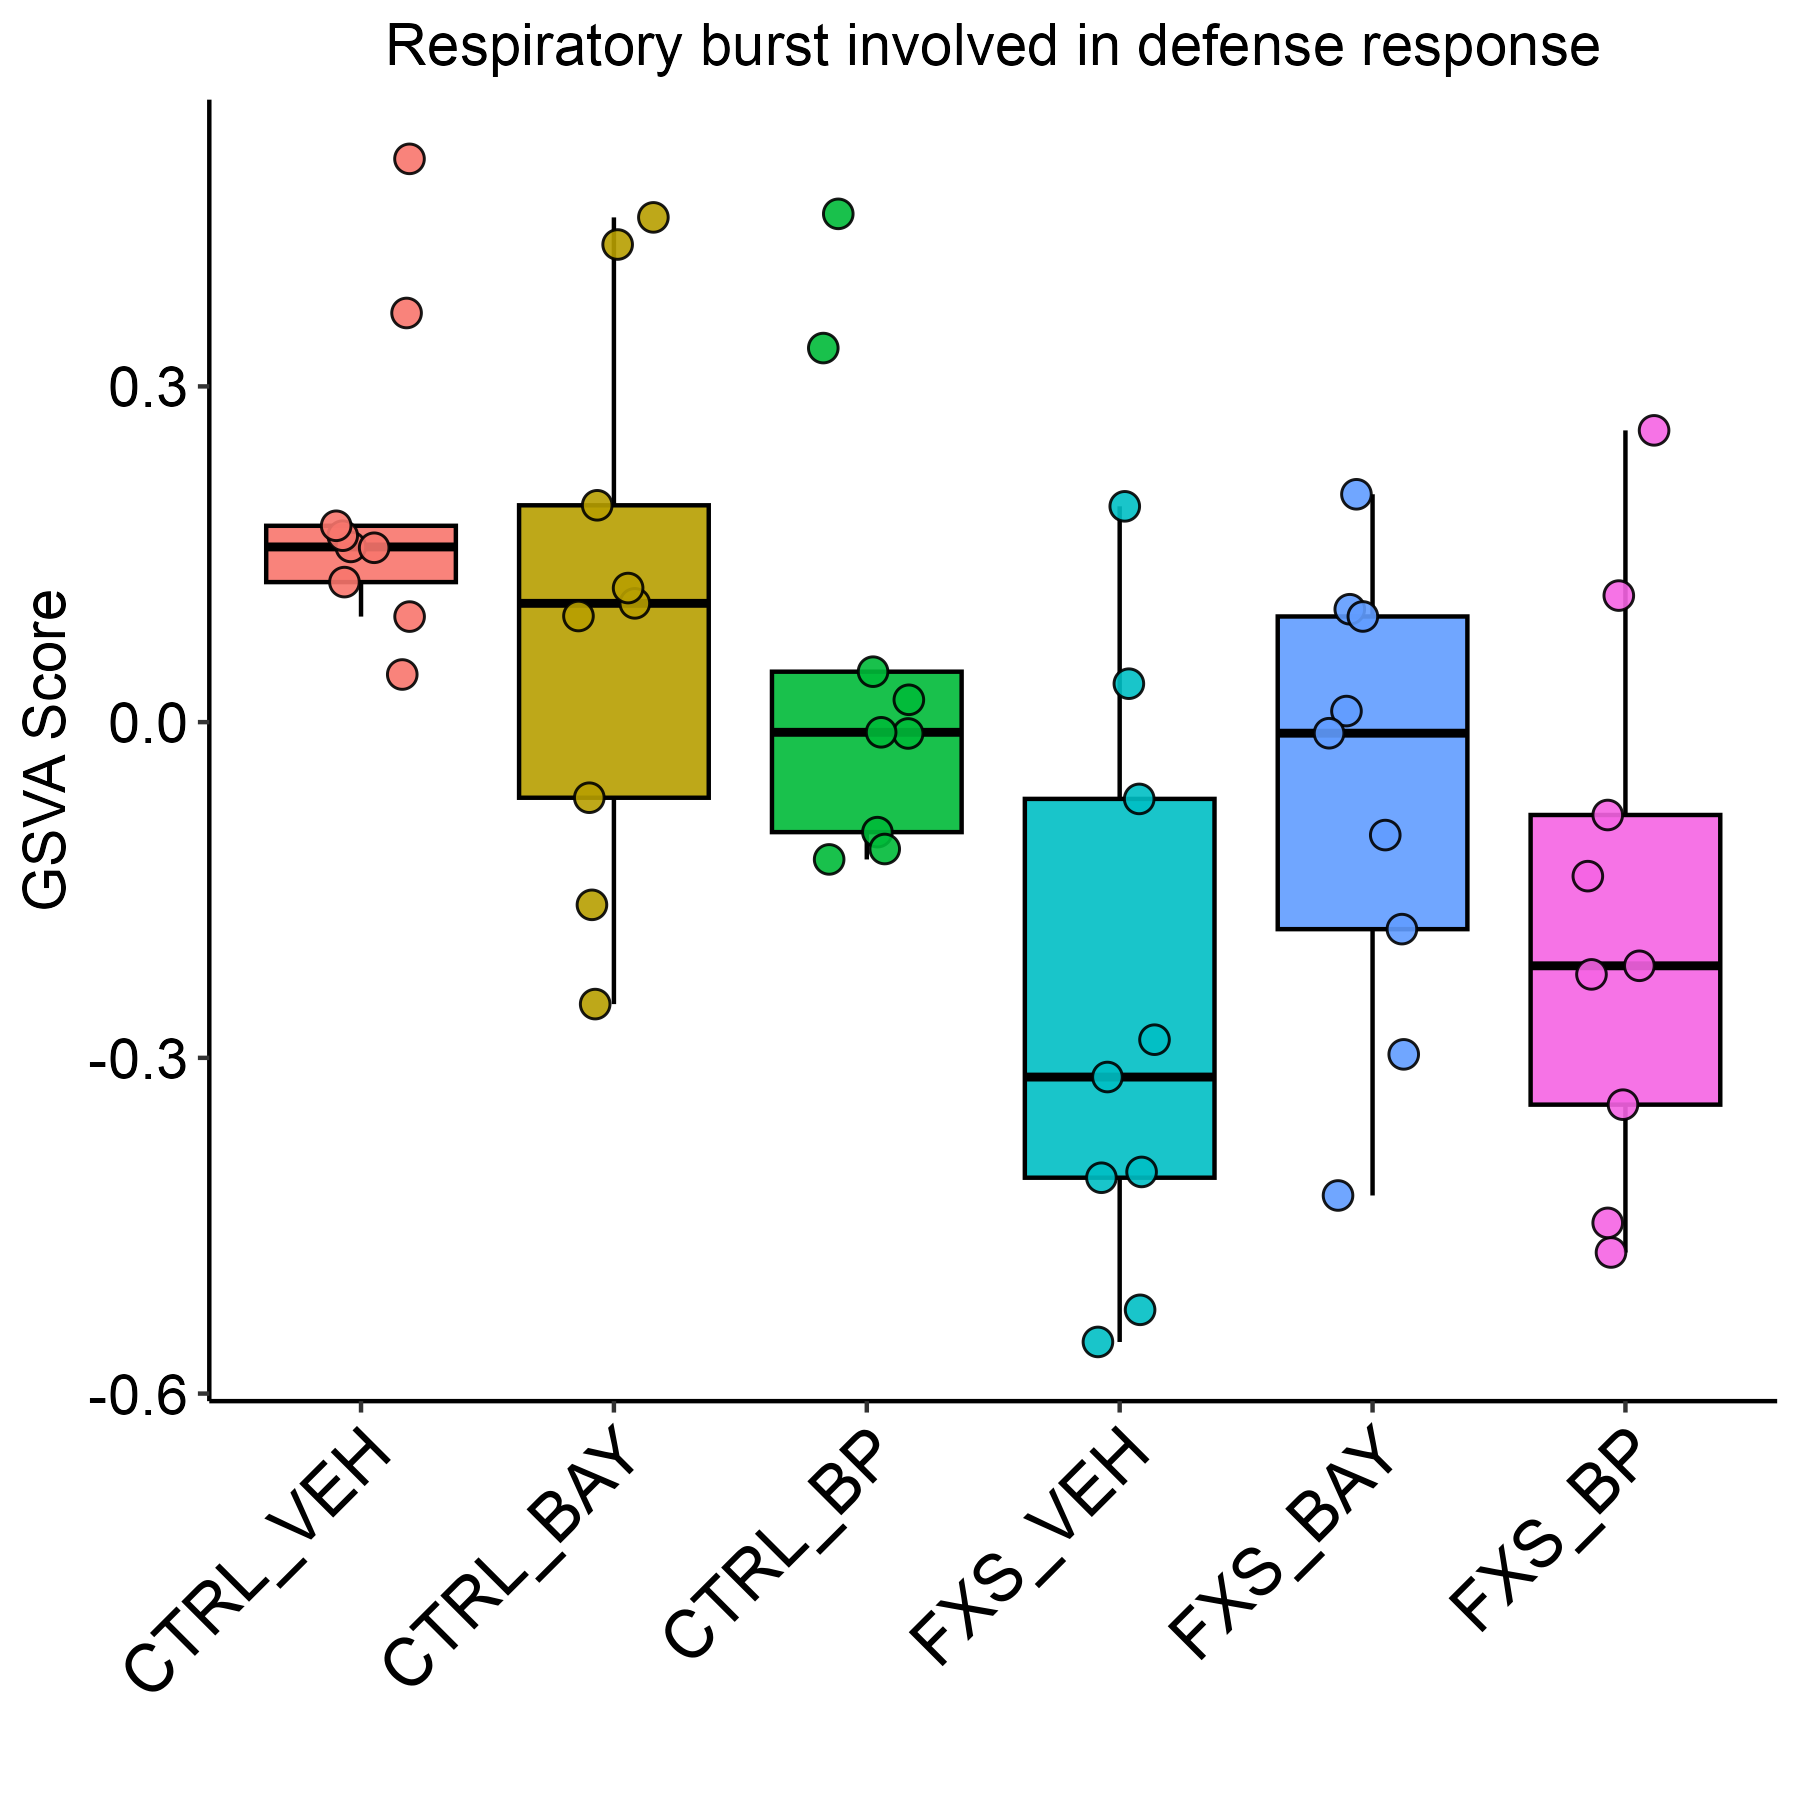 Respiratory burst involved in defense response
GSVA Score
0.3
0.0
-0.3
-0.6
CTRL_VEH
CTRL_BAY
CTRL_BP
FXS_VEH
FXS_BAY
FXS_BP